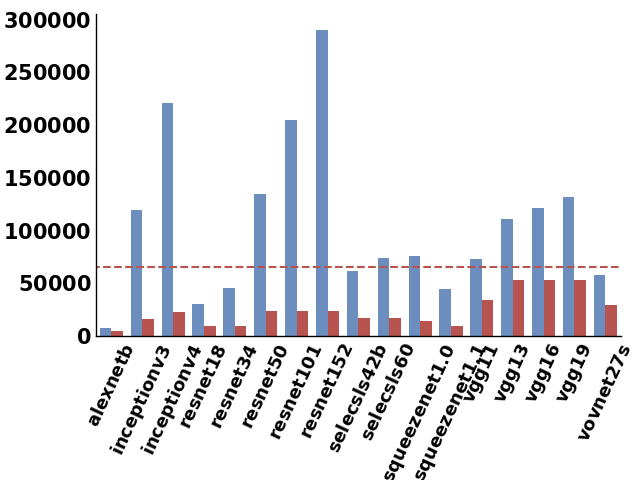 300000
250000
200000
150000
100000
50000
0
alexnetb
inceptionv3
inceptionv4
resnet18
resnet34
resnet50
resnet101
resnet152
selecsls42b
selecsls60
squeezenet1.0
squeezenet1.1
vgg11
vgg13
vgg16
vgg19
vovnet27s